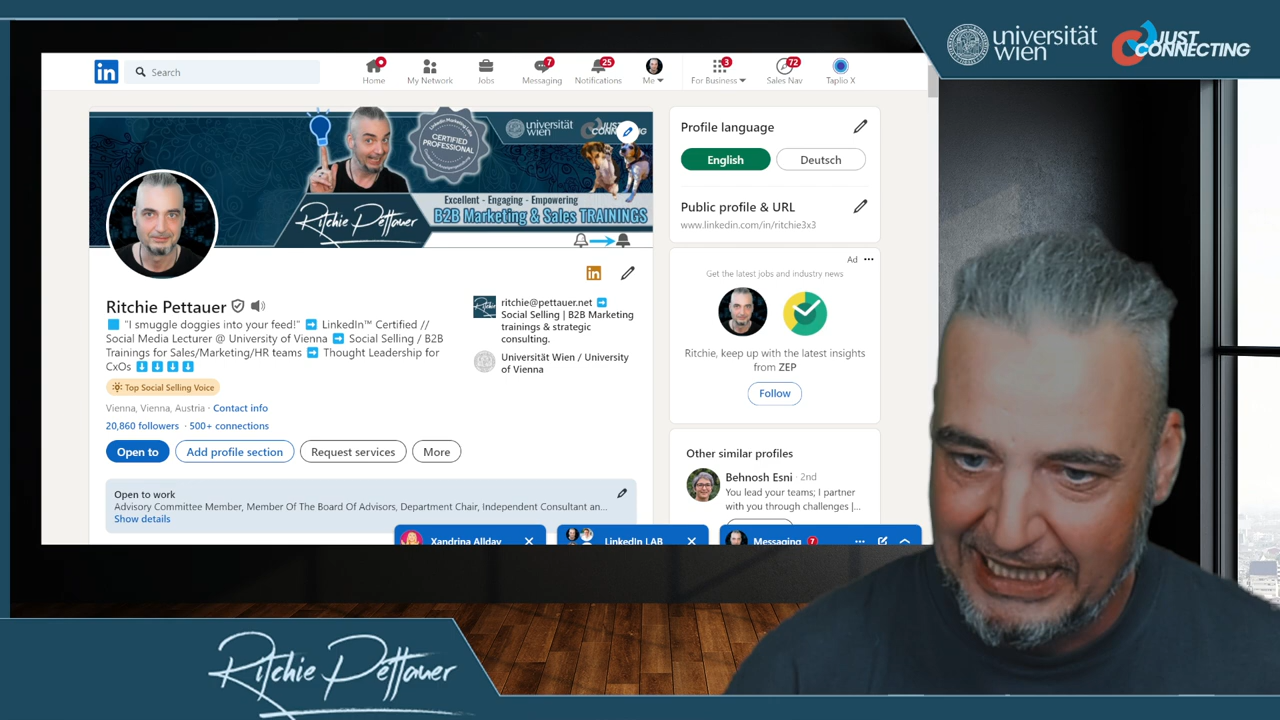 universität
wien
JUST
CONNECTING
in
Search
Home
My Network
Jobs
7
Messaging
25
Notifications
Me
3
For Business
72
Sales Nav
Taplio X
CERTIFIED
PROFESSIONAL
universität
wien
Excellent - Engaging - Empowering
B2B Marketing & Sales TRAININGS
Ritchie Pettauer
Profile language
English
Deutsch
Public profile & URL
www.linkedin.com/in/ritchie3x3
Ad
Get the latest jobs and industry news
Ritchie, keep up with the latest insights
from ZEP
Follow
in
Ritchie Pettauer
"I smuggle doggies into your feed!" ➡ LinkedIn™ Certified //
Social Media Lecturer @ University of Vienna ➡ Social Selling / B2B
Trainings for Sales/Marketing/HR teams ➡ Thought Leadership for
CxOs ⬇ ⬇ ⬇ ⬇
Top Social Selling Voice
Vienna, Vienna, Austria · Contact info
20,860 followers · 500+ connections
ritchie@pettauer.net ➡
Social Selling | B2B Marketing
trainings & strategic
consulting.
Universität Wien / University
of Vienna
Open to
Add profile section
Request services
More
Open to work
Advisory Committee Member, Member Of The Board Of Advisors, Department Chair, Independent Consultant an...
Show details
Other similar profiles
Behnosh Esni · 2nd
You lead your teams; I partner
with you through challenges |...
Xandrina Allday
LinkedIn LAB
Messaging
7
Ritchie Pettauer